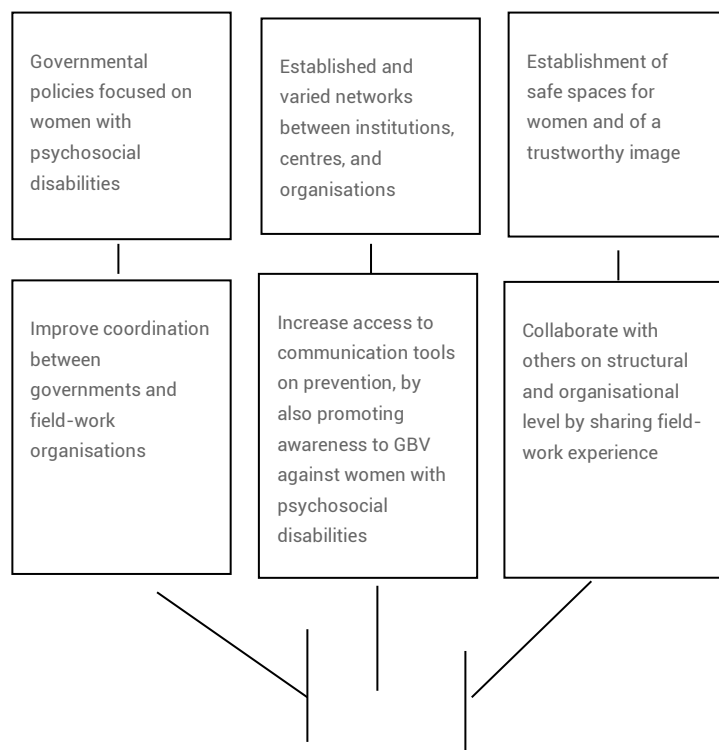 Governmental
policies focused on
women with
psychosocial
disabilities
Established and
varied networks
between institutions,
centres, and
organisations
Establishment of
safe spaces for
women and of a
trustworthy image
Improve coordination
between
governments and
field-work
organisations
Increase access to
communication tools
on prevention, by
also promoting
awareness to GBV
against women with
psychosocial
disabilities
Collaborate with
others on structural
and organisational
level by sharing field-
work experience